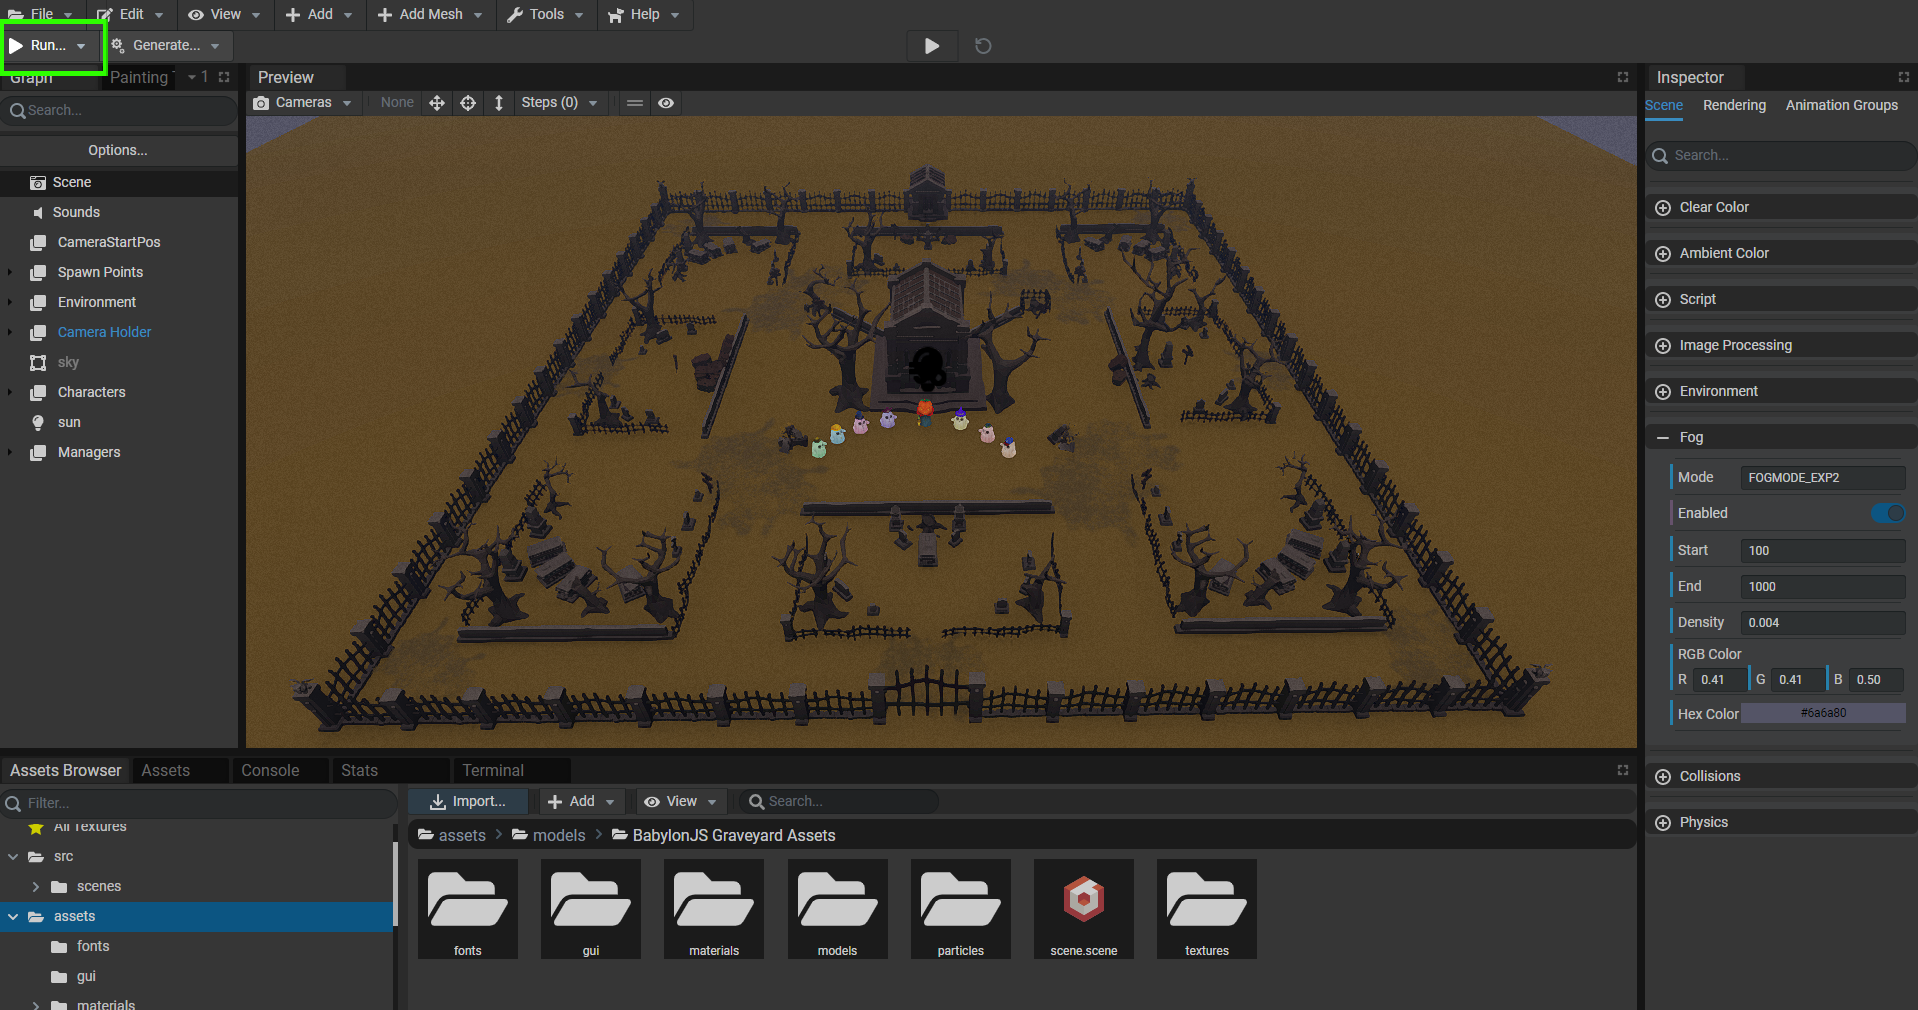 File Edit View Add Add Mesh Tools Help
Run... Generate...
Graph Painting 1 Preview Inspector
Search... Cameras None Steps (0) Scene Rendering Animation Groups
Options... Search...
Scene
Sounds Clear Color
CameraStartPos Ambient Color
Spawn Points Script
Environment Image Processing
Camera Holder Environment
sky Fog
Characters Mode FOGMODE_EXP2
sun Enabled
Managers Start 100
End 1000
Density 0.004
RGB Color
R 0.41 G 0.41 B 0.50
Hex Color #6a6a80
Collisions
Physics
Assets Browser Assets Console Stats Terminal
Filter... Import... Add View Search...
All Textures assets models BabylonJS Graveyard Assets
src
scenes
assets
fonts
gui
materials
fonts gui materials models particles scene.scene textures